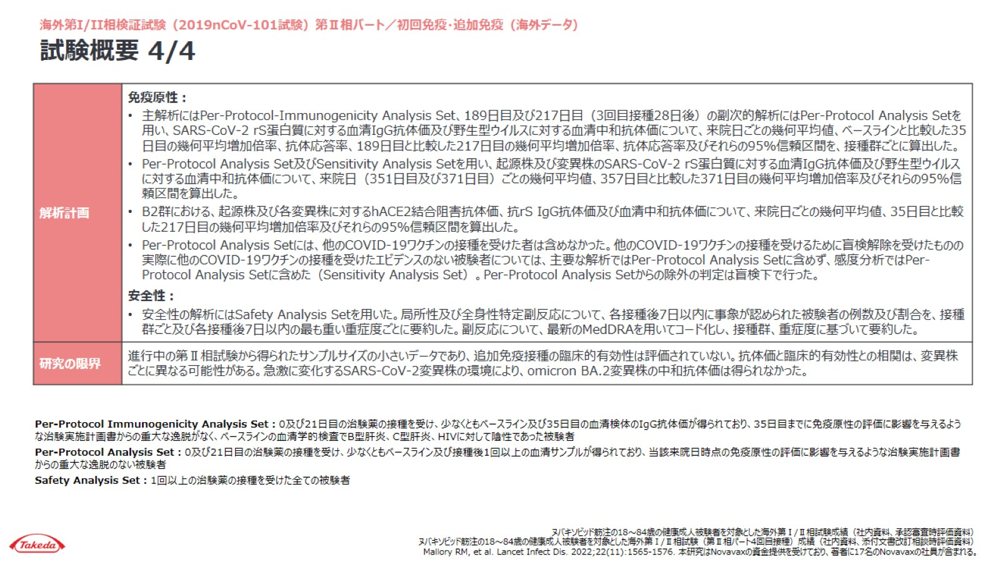 海外第I/II相検証試験（2019nCoV-101試験）第Ⅱ相パート／初回免疫・追加免疫（海外データ）
試験概要 4/4
解析計画
免疫原性：
• 主解析にはPer-Protocol-Immunogenicity Analysis Set、189日目及び217日目（3回目接種28日後）の副次的解析にはPer-Protocol Analysis Setを
用い、SARS-CoV-2 rS蛋白質に対する血清IgG抗体価及び野生型ウイルスに対する血清中和抗体価について、来院日ごとの幾何平均値、ベースラインと比較した35
日目の幾何平均増加倍率、抗体応答率、189日目と比較した217日目の幾何平均増加倍率、抗体応答率及びそれらの95%信頼区間を、接種群ごとに算出した。
• Per-Protocol Analysis Set及びSensitivity Analysis Setを用い、起源株及び変異株のSARS-CoV-2 rS蛋白質に対する血清IgG抗体価及び野生型ウイルス
に対する血清中和抗体価について、来院日（351日目及び371日目）ごとの幾何平均値、357日目と比較した371日目の幾何平均増加倍率及びそれらの95%信
頼区間を算出した。
• B2群における、起源株及び各変異株に対するhACE2結合阻害抗体価、抗rS IgG抗体価及び血清中和抗体価について、来院日ごとの幾何平均値、35日目と比較
した217日目の幾何平均増加倍率及びそれらの95%信頼区間を算出した。
• Per-Protocol Analysis Setには、他のCOVID-19ワクチンの接種を受けた者は含めなかった。他のCOVID-19ワクチンの接種を受けるために盲検解除を受けたものの
実際に他のCOVID-19ワクチンの接種を受けたエビデンスのない被験者については、主要な解析ではPer-Protocol Analysis Setに含めず、感度分析ではPer-
Protocol Analysis Setに含めた（Sensitivity Analysis Set）。Per-Protocol Analysis Setからの除外の判定は盲検下で行った。
安全性：
• 安全性の解析にはSafety Analysis Setを用いた。局所性及び全身性特定副反応について、各接種後7日以内に事象が認められた被験者の例数及び割合を、接種
群ごと及び各接種後7日以内の最も重い重症度ごとに要約した。副反応について、最新のMedDRAを用いてコード化し、接種群、重症度に基づいて要約した。
研究の限界
進行中の第Ⅱ相試験から得られたサンプルサイズの小さいデータであり、追加免疫接種の臨床的有効性は評価されていない。抗体価と臨床的有効性との相関は、変異株
ごとに異なる可能性がある。急激に変化するSARS-CoV-2変異株の環境により、omicron BA.2変異株の中和抗体価は得られなかった。
Per-Protocol Immunogenicity Analysis Set：0及び21日目の治験薬の接種を受け、少なくともベースライン及び35日目の血清検体のIgG抗体価が得られており、35日目までに免疫原性の評価に影響を与えるよう
な治験実施計画書からの重大な逸脱がなく、ベースラインの血清学的検査でB型肝炎、C型肝炎、HIVに対して陰性であった被験者
Per-Protocol Analysis Set：0及び21日目の治験薬の接種を受け、少なくともベースライン及び接種後1回以上の血清サンプルが得られており、当該来院日時点の免疫原性の評価に影響を与えるような治験実施計画書
からの重大な逸脱のない被験者
Safety Analysis Set：1回以上の治験薬の接種を受けた全ての被験者
Takeda
ヌバキソビッド筋注の18～84歳の健康成人被験者を対象とした海外第Ⅰ/Ⅱ相試験成績（社内資料、承認審査時評価資料）
ヌバキソビッド筋注の18～84歳の健康成人被験者を対象とした海外第Ⅰ/Ⅱ相試験（第Ⅱ相パート4回目接種）成績（社内資料、添付文書改訂相談時評価資料）
Mallory RM, et al. Lancet Infect Dis. 2022;22(11):1565-1576. 本研究はNovavaxの資金提供を受けており、著者に17名のNovavaxの社員が含まれる。